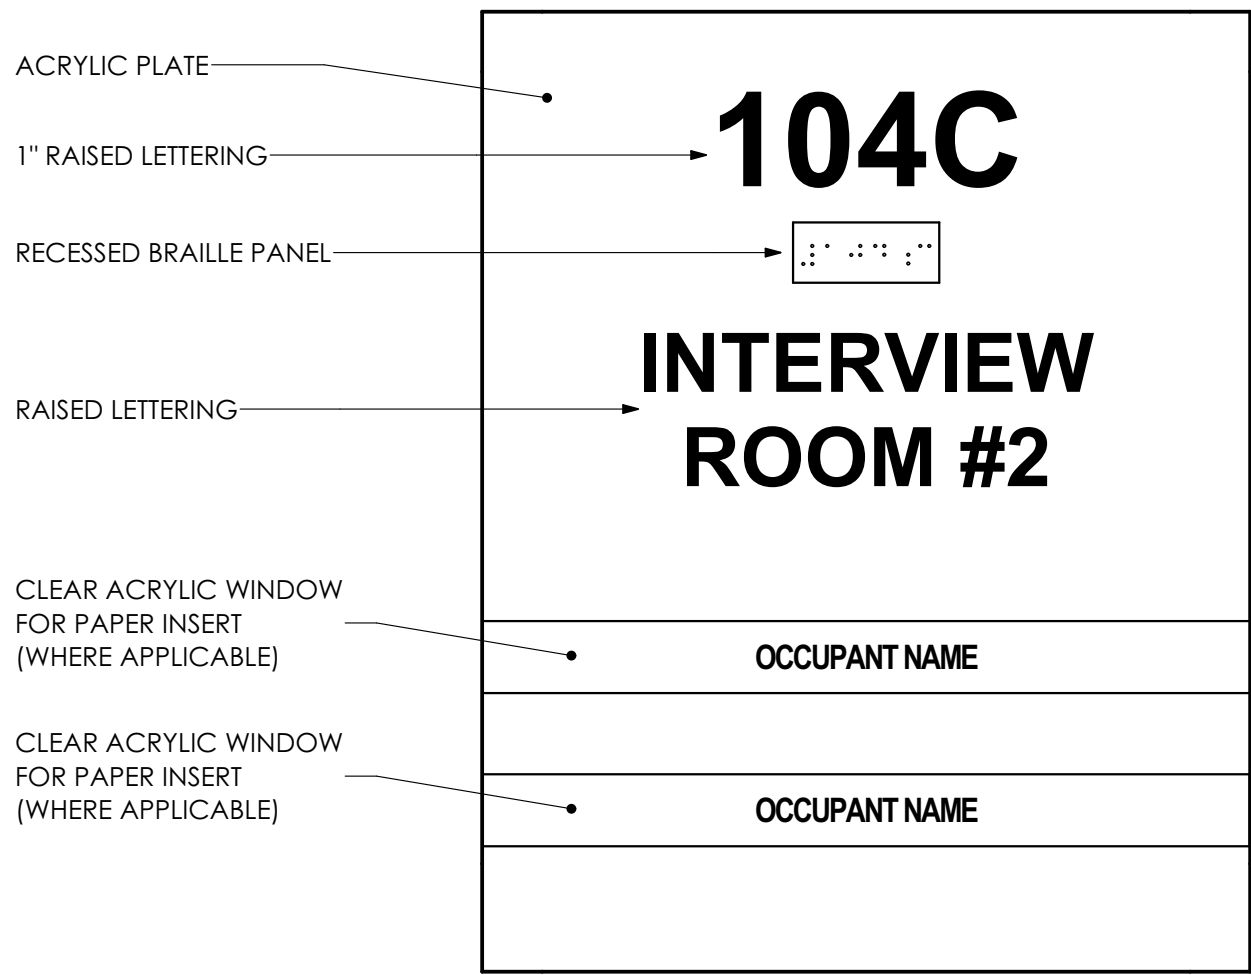 ACRYLIC PLATE
104C
1" RAISED LETTERING
RECESSED BRAILLE PANEL
INTERVIEW
ROOM #2
RAISED LETTERING
CLEAR ACRYLIC WINDOW
FOR PAPER INSERT
(WHERE APPLICABLE)
OCCUPANT NAME
CLEAR ACRYLIC WINDOW
FOR PAPER INSERT
(WHERE APPLICABLE)
OCCUPANT NAME